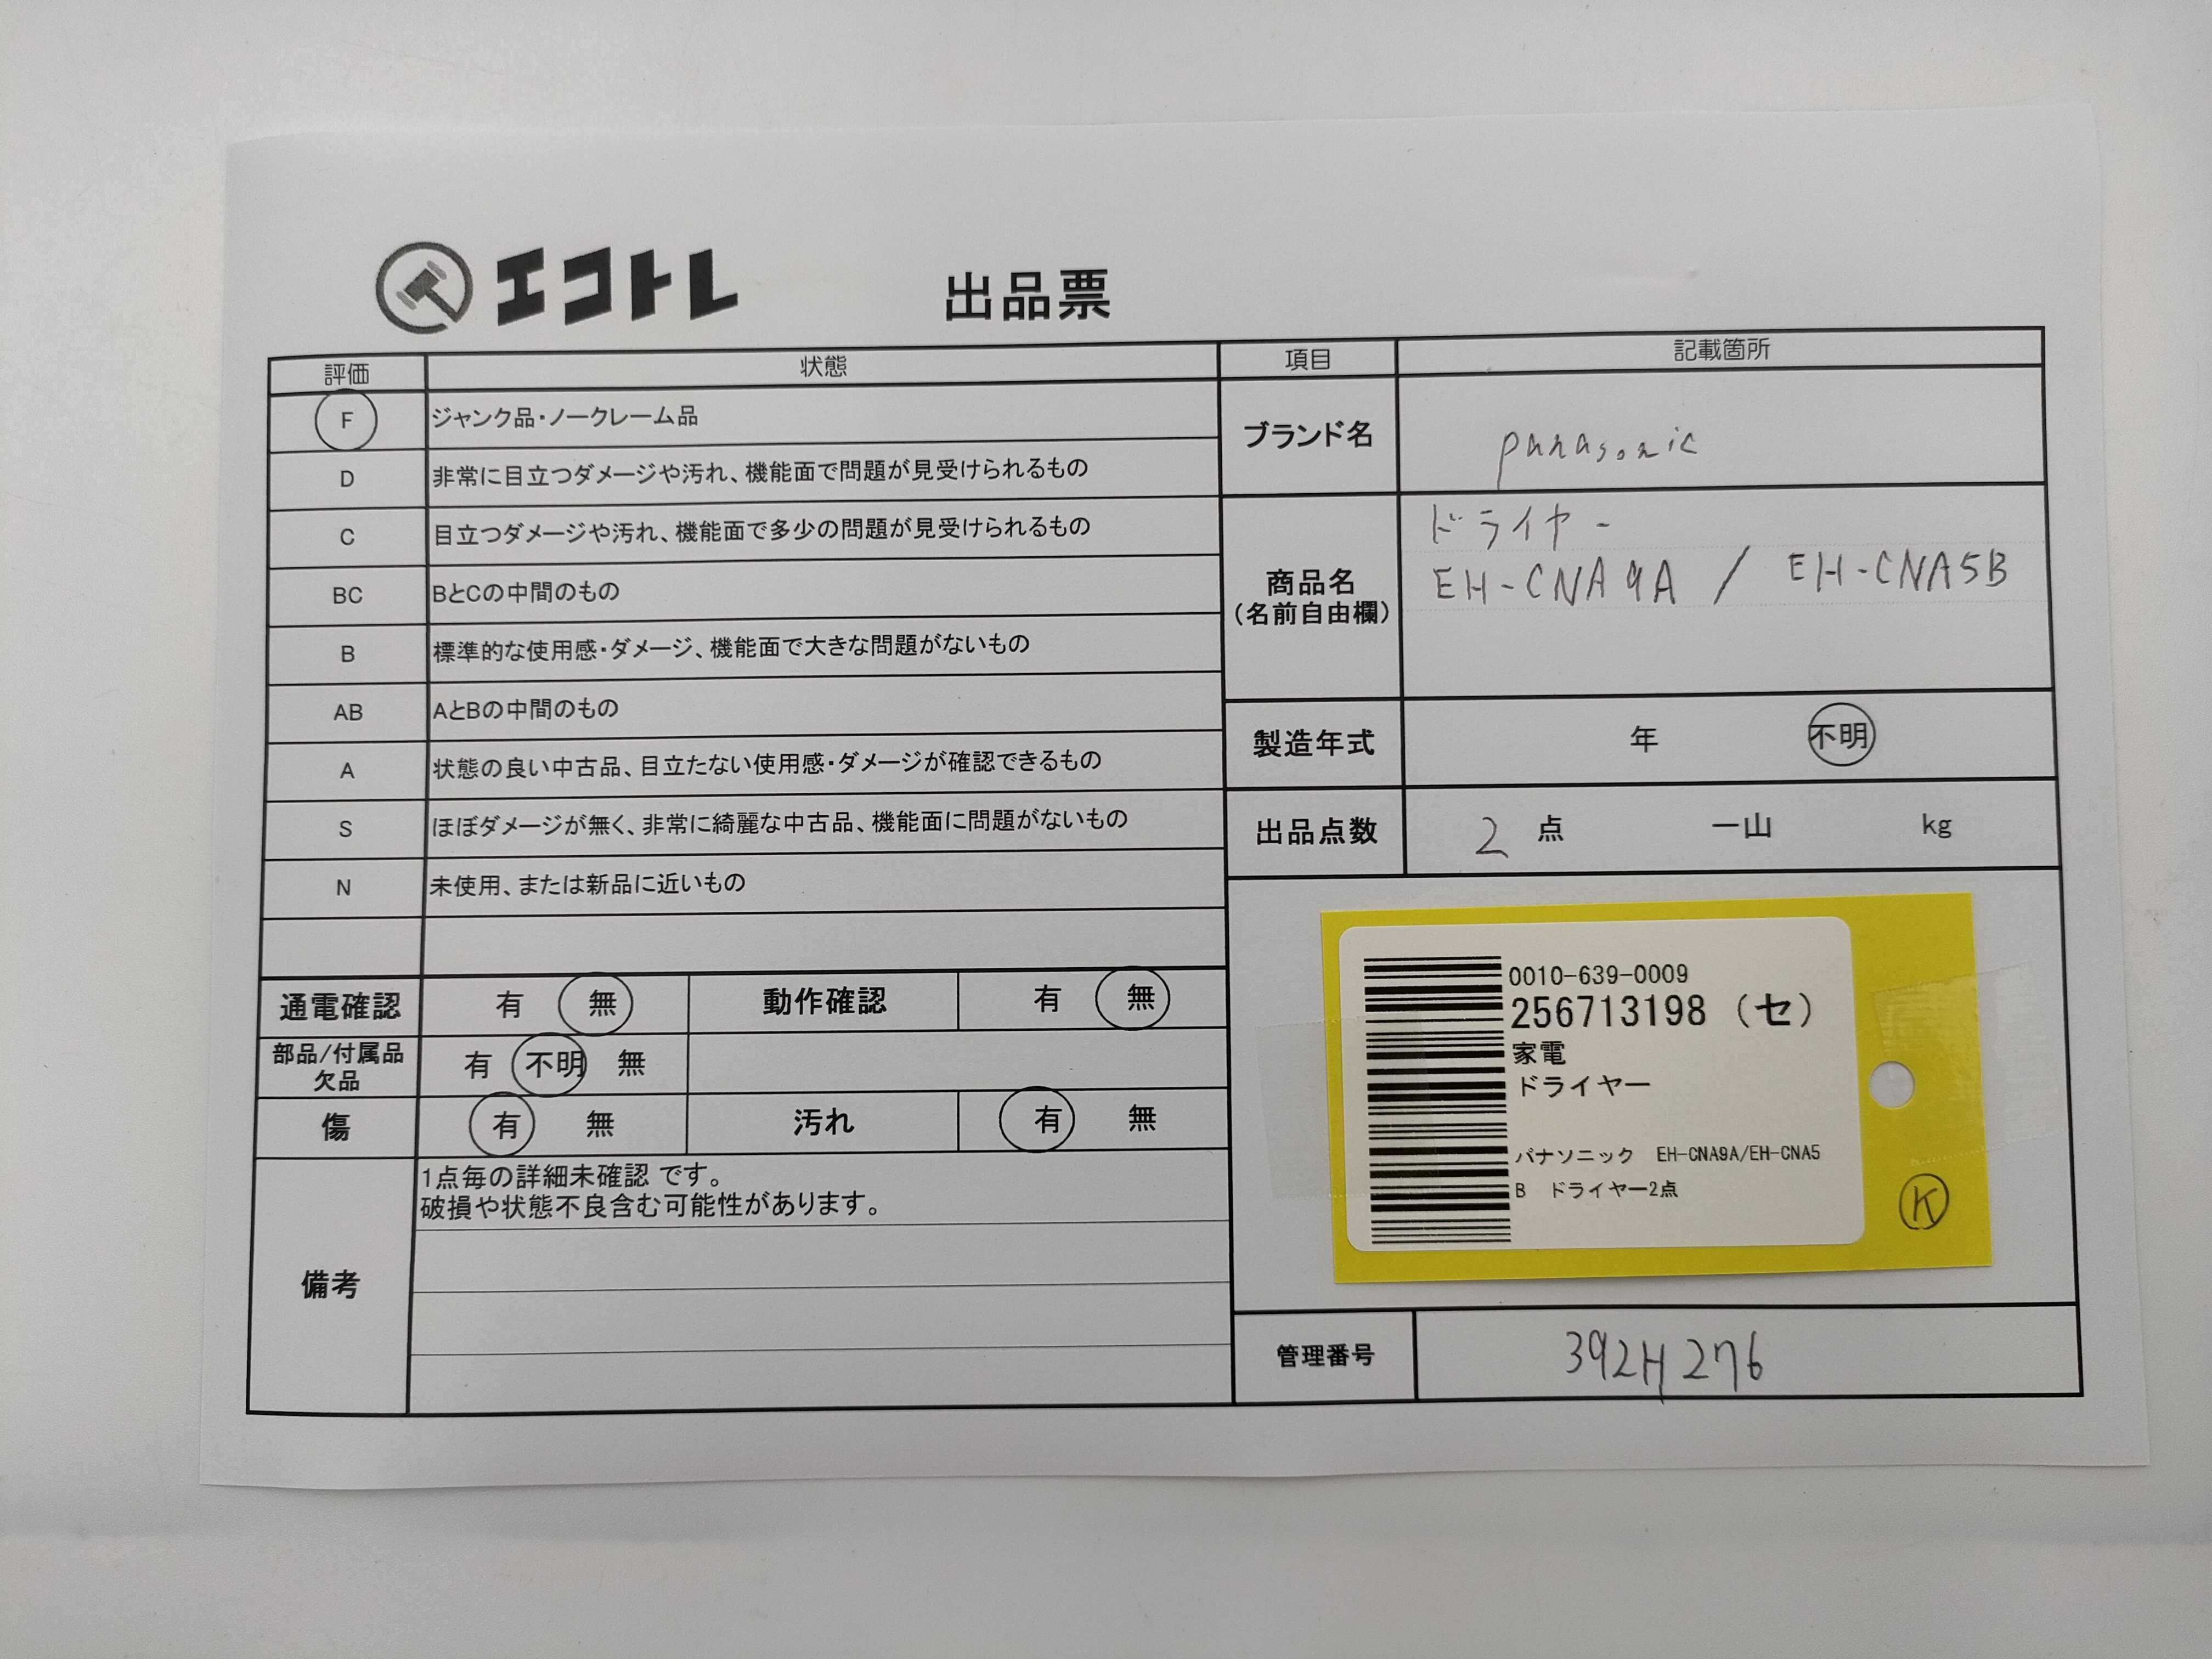 エコトレ
出品票
評価 状態
F ジャンク品・ノークレーム品
D 非常に目立つダメージや汚れ、機能面で問題が見受けられるもの
C 目立つダメージや汚れ、機能面で多少の問題が見受けられるもの
BC BとCの中間のもの
B 標準的な使用感・ダメージ、機能面で大きな問題がないもの
AB AとBの中間のもの
A 状態の良い中古品、目立たない使用感・ダメージが確認できるもの
S ほぼダメージが無く、非常に綺麗な中古品、機能面に問題がないもの
N 未使用、または新品に近いもの
通電確認 有 無 動作確認 有 無
部品/付属品
欠品 有 不明 無
傷 有 無 汚れ 有 無
備考
1点毎の詳細未確認 です。
破損や状態不良含む可能性があります。
項目 記載箇所
ブランド名 panasonic
商品名
(名前自由欄)
ドライヤー
EH-CNA9A / EH-CNA5B
製造年式 年 不明
出品点数 2 点 一山 kg
0010-639-0009
256713198 (セ)
家電
ドライヤー
パナソニック EH-CNA9A/EH-CNA5
B ドライヤー2点
K
管理番号 392H276